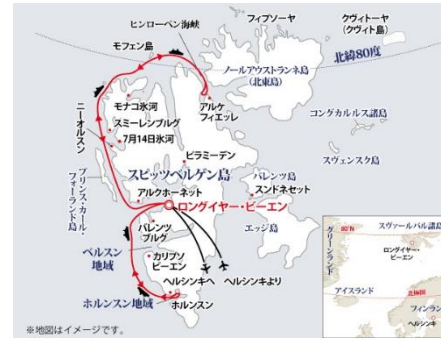 ヒンローペン海峡
フィプソーヤ
クヴィトーヤ
(クヴィト島)
モフェン島
北緯80度
ノールアウストランネ島
(北東島)
アルケ
フィエッレ
モナコ氷河
スミーレンブルグ
7月14日氷河
ニーオルスン
コングカルルス諸島
ピラミーデン
スヴェンスク島
スピッツベルゲン島
バレンツ島
スンドネセット
プリンス・カール・
フォーランド島
アルクホーネット
ロングイヤー・ビーエン
バレンツ
ブルグ
エッジ島
ベルスン
地域
カリプソ
ビーエン
ヘルシンキへ
ヘルシンキより
ホルンスン地域
ホルンスン
※地図はイメージです。
グリーンランド
スヴァールバル諸島
80°N
ロングイヤー・
ビーエン
アイスランド
北極圏
フィンランド
ヘルシンキ